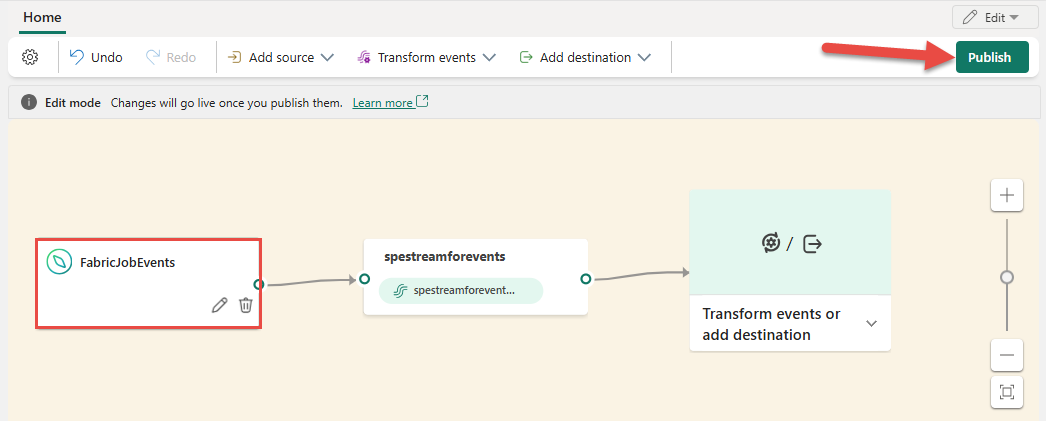 Home
Edit
Undo
Redo
Add source
Transform events
Add destination
Publish
Edit mode Changes will go live once you publish them. Learn more
FabricJobEvents
spestreamforevents
spestreamforevent...
/
Transform events or
add destination